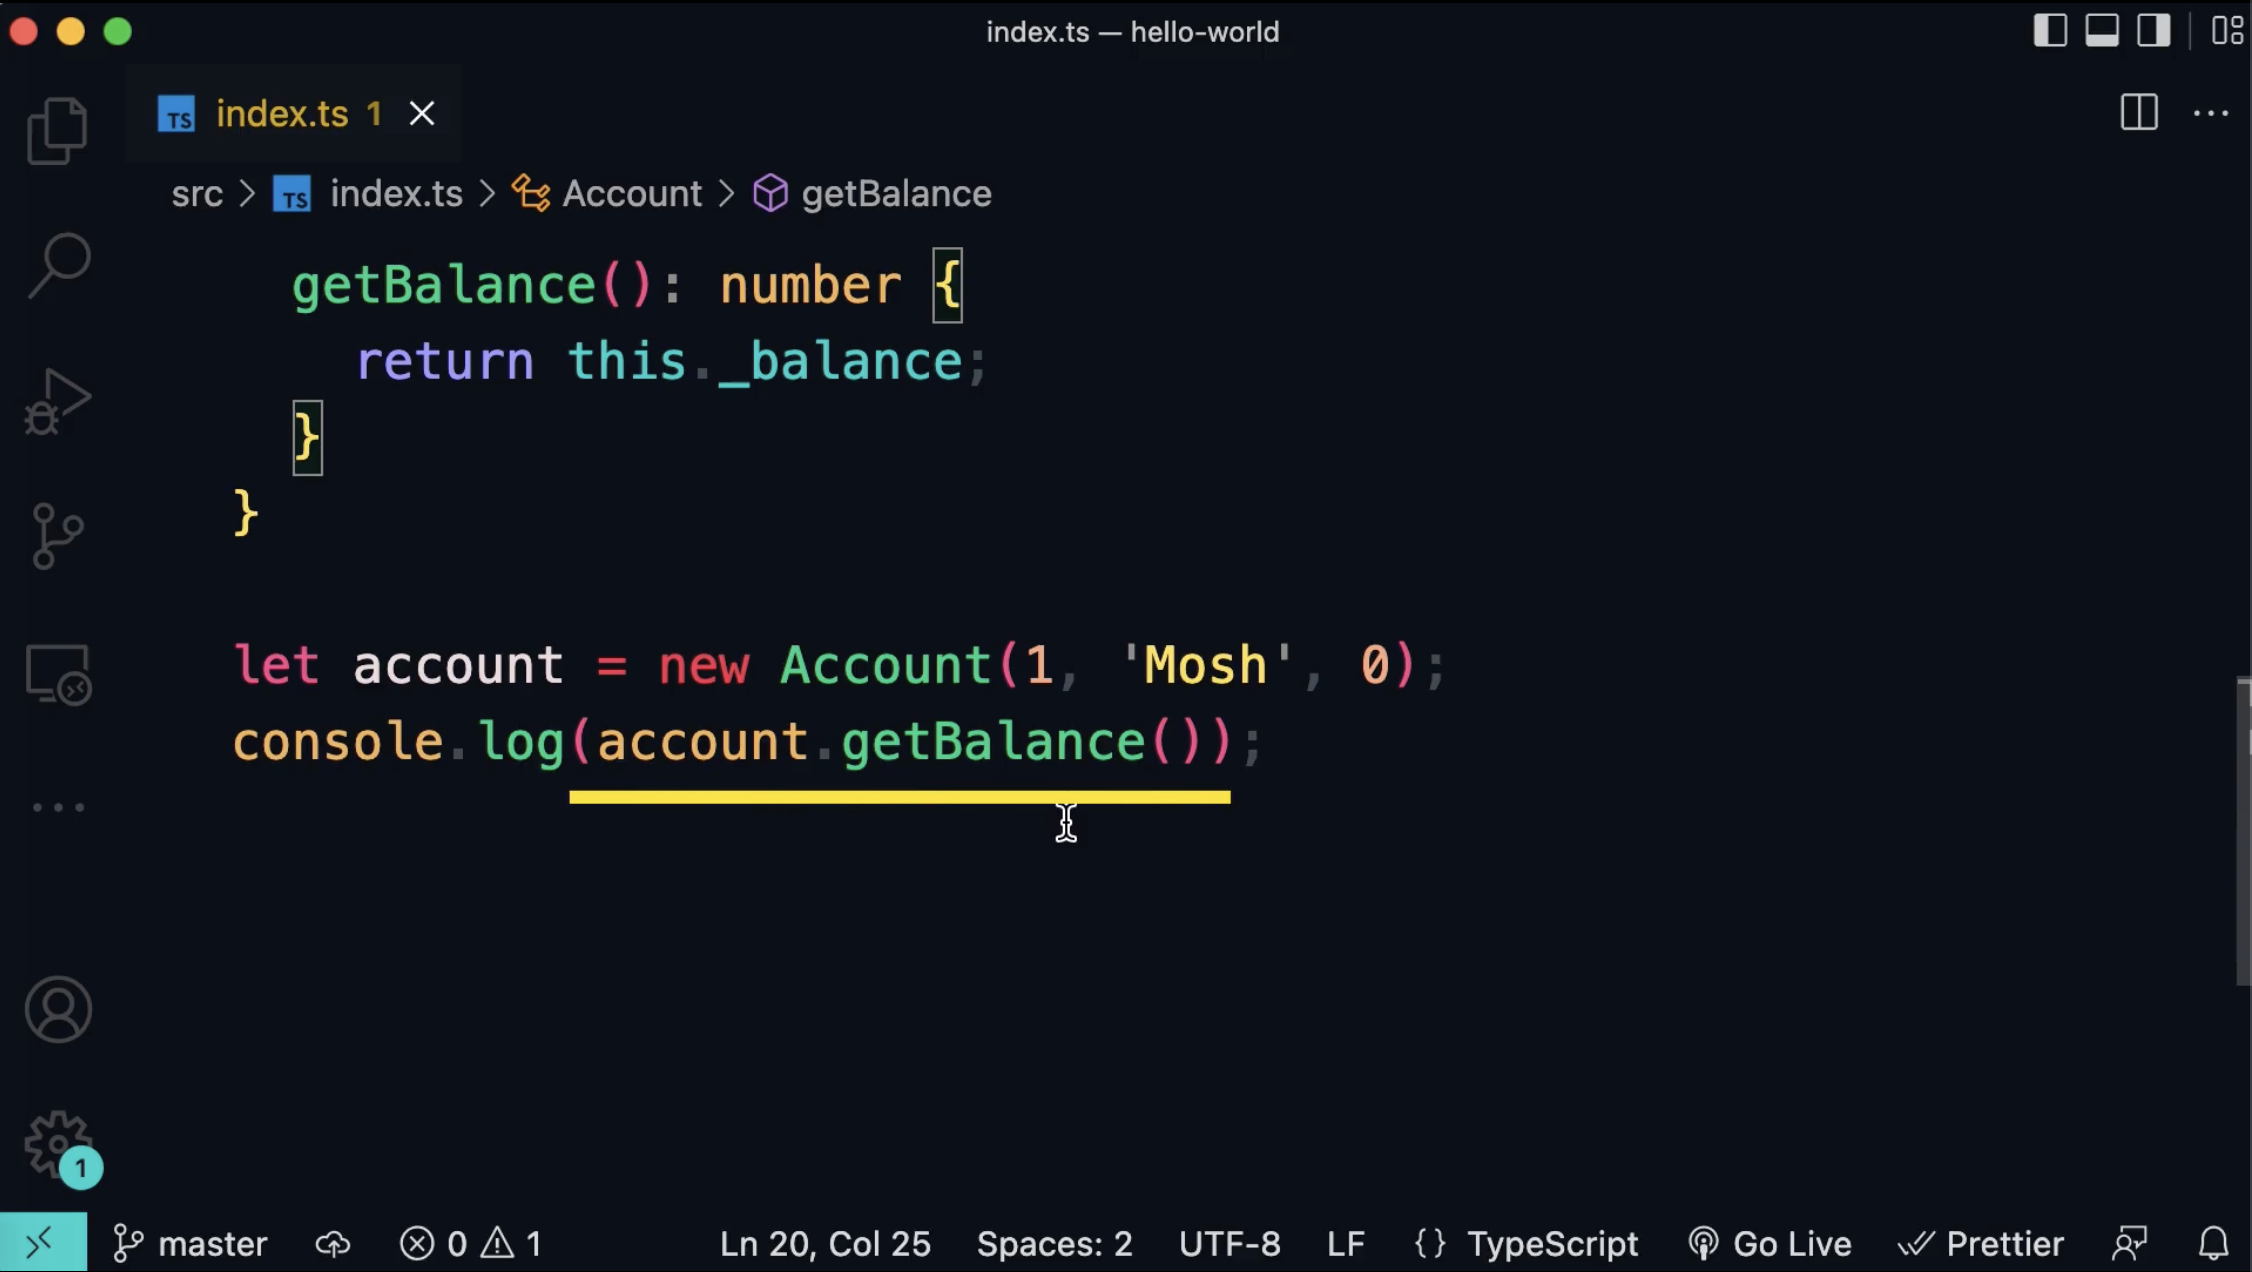 index.ts — hello-world
TS index.ts 1
src > TS index.ts > Account > getBalance
getBalance(): number {
return this._balance;
}
}
let account = new Account(1, 'Mosh', 0);
console.log(account.getBalance());
1
master 0 1 Ln 20, Col 25 Spaces: 2 UTF-8 LF {} TypeScript Go Live Prettier